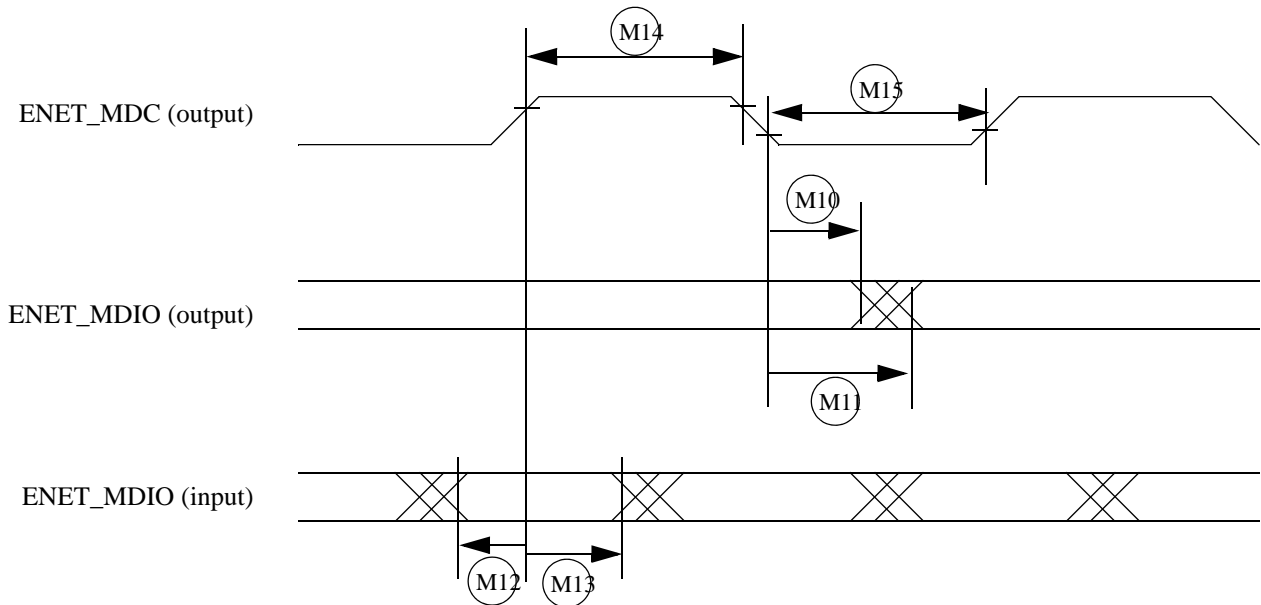 M14
ENET_MDC (output)
M15
M10
ENET_MDIO (output)
M11
ENET_MDIO (input)
M12
M13